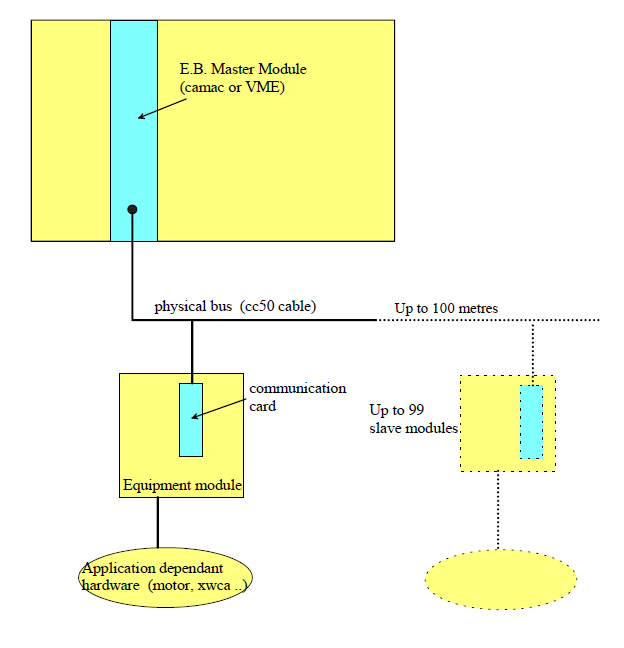 E.B. Master Module
(camac or VME)
physical bus  (cc50 cable)
Up to 100 metres
communication
card
Up to 99
slave modules
Equipment module
Application dependant
hardware  (motor, xwca ..)